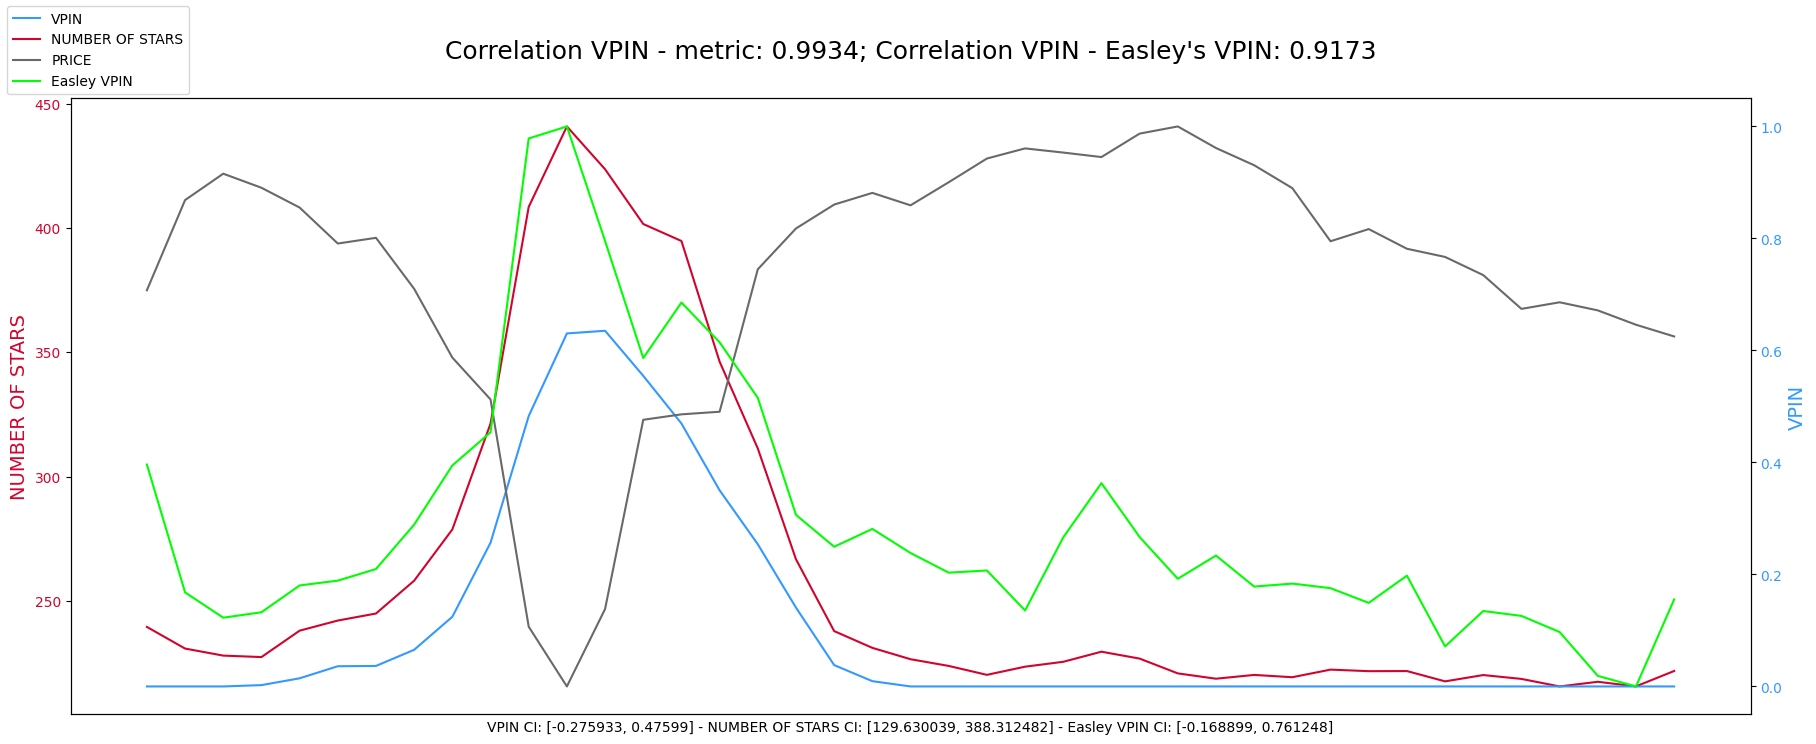 VPIN
NUMBER OF STARS
PRICE
Easley VPIN
Correlation VPIN - metric: 0.9934; Correlation VPIN - Easley's VPIN: 0.9173
450
400
350
300
250
NUMBER OF STARS
1.0
0.8
0.6
0.4
0.2
0.0
VPIN
VPIN CI: [-0.275933, 0.47599] - NUMBER OF STARS CI: [129.630039, 388.312482] - Easley VPIN CI: [-0.168899, 0.761248]